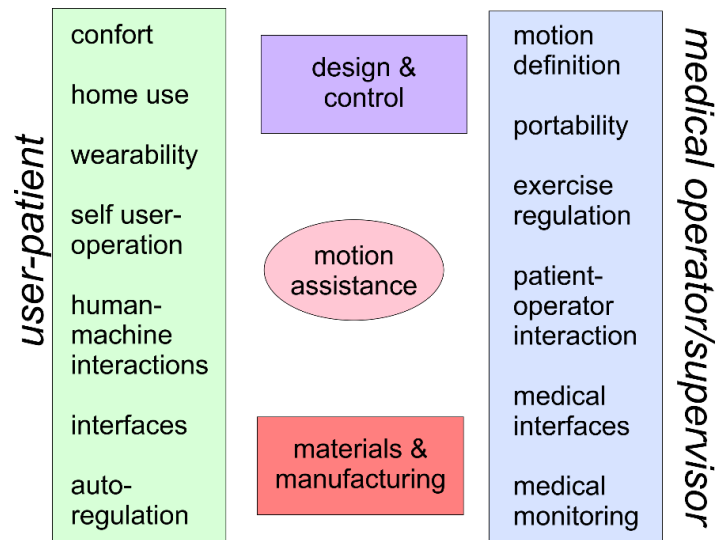 user-patient
confort
home use
wearability
self user-
operation
human-
machine
interactions
interfaces
auto-
regulation
design &
control
motion
assistance
materials &
manufacturing
motion
definition
portability
exercise
regulation
patient-
operator
interaction
medical
interfaces
medical
monitoring
medical operator/supervisor